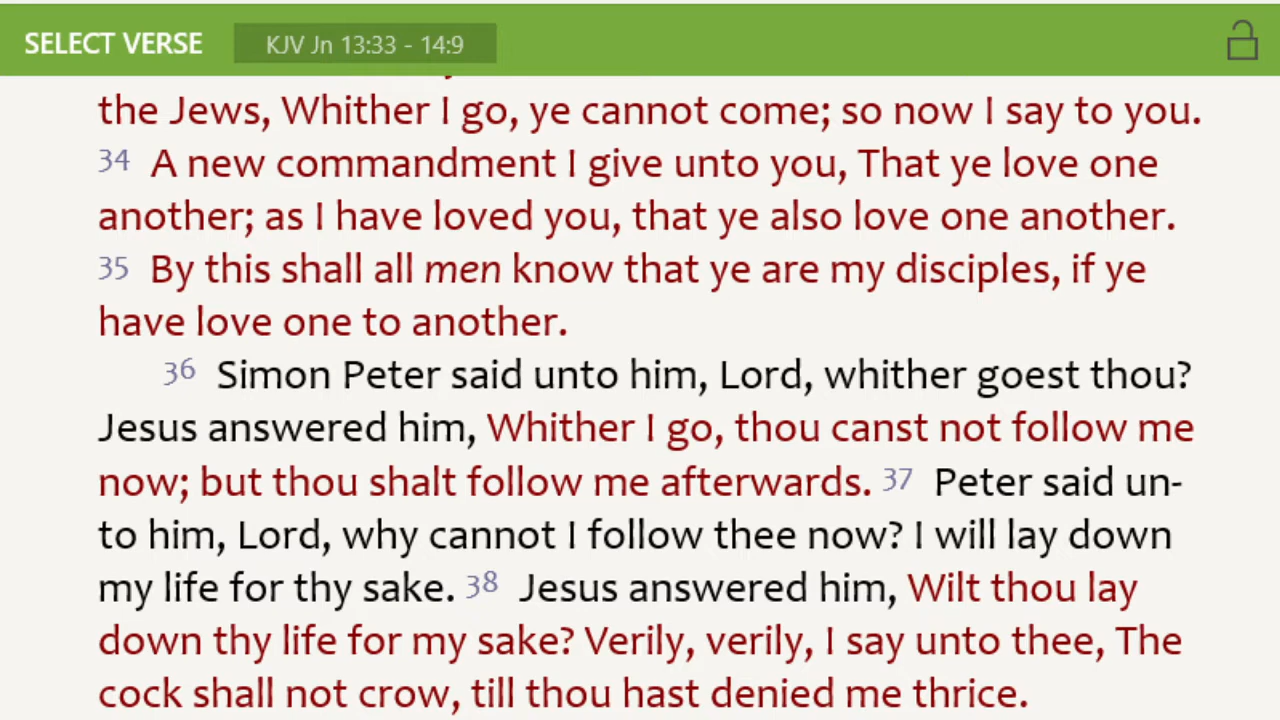 SELECT VERSE KJV Jn 13:33 - 14:9
the Jews, Whither I go, ye cannot come; so now I say to you.
34 A new commandment I give unto you, That ye love one
another; as I have loved you, that ye also love one another.
35 By this shall all men know that ye are my disciples, if ye
have love one to another.
36 Simon Peter said unto him, Lord, whither goest thou?
Jesus answered him, Whither I go, thou canst not follow me
now; but thou shalt follow me afterwards. 37 Peter said un-
to him, Lord, why cannot I follow thee now? I will lay down
my life for thy sake. 38 Jesus answered him, Wilt thou lay
down thy life for my sake? Verily, verily, I say unto thee, The
cock shall not crow, till thou hast denied me thrice.